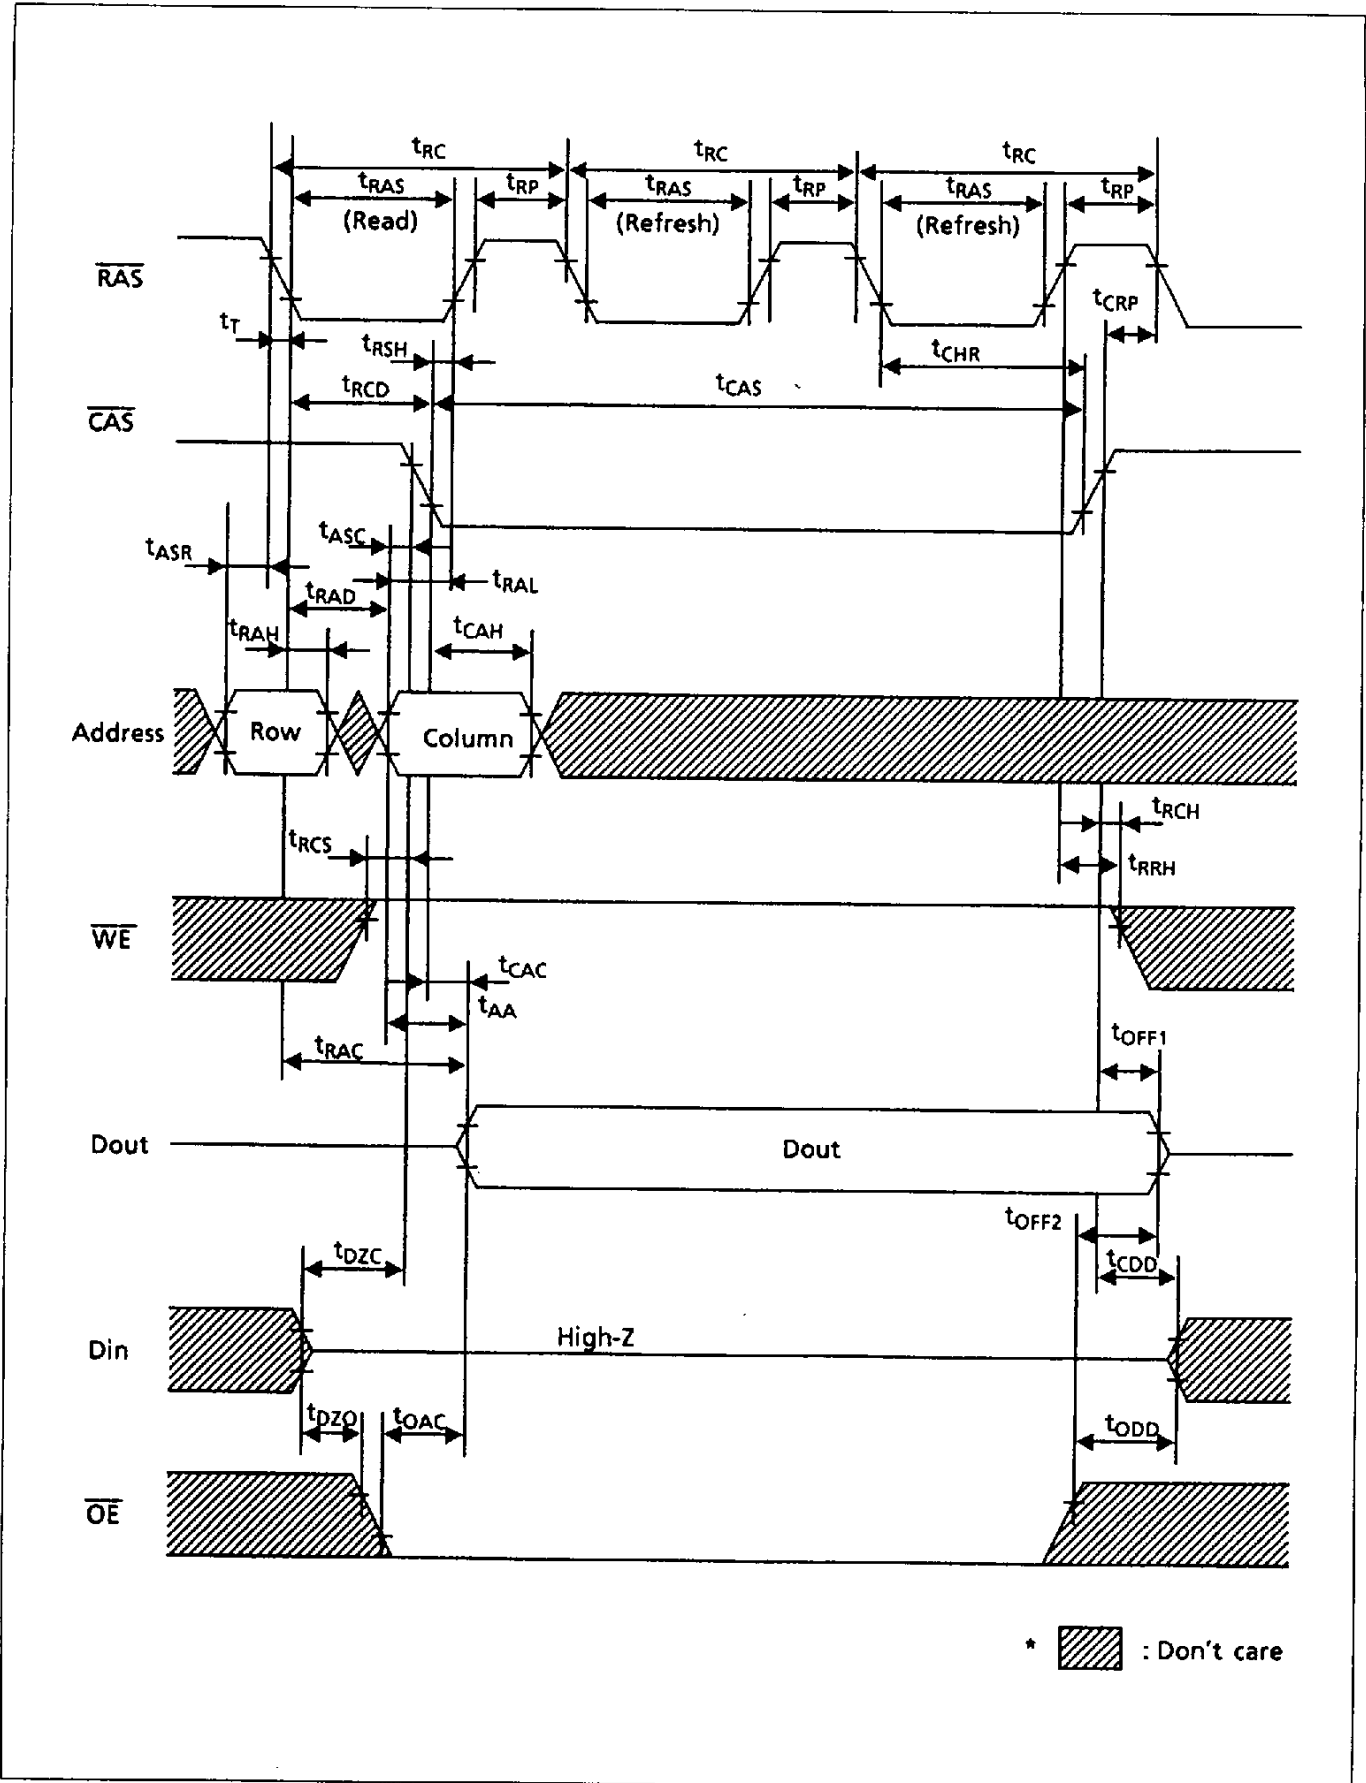 tRC tRC tRC
tRAS tRP tRAS tRP tRAS tRP
(Read) (Refresh) (Refresh)
RAS
tCRP
tT
tRSH tCHR
tRCD tCAS
CAS
tASC
tASR
tRAL
tRAD
tRAH tCAH
Address Row Column
tRCH
tRCS
tRRH
WE
tCAC
tAA
tRAC tOFF1
Dout Dout
tOFF2
tDZC tCDD
Din High-Z
tDZO tOAC tODD
OE
* : Don't care